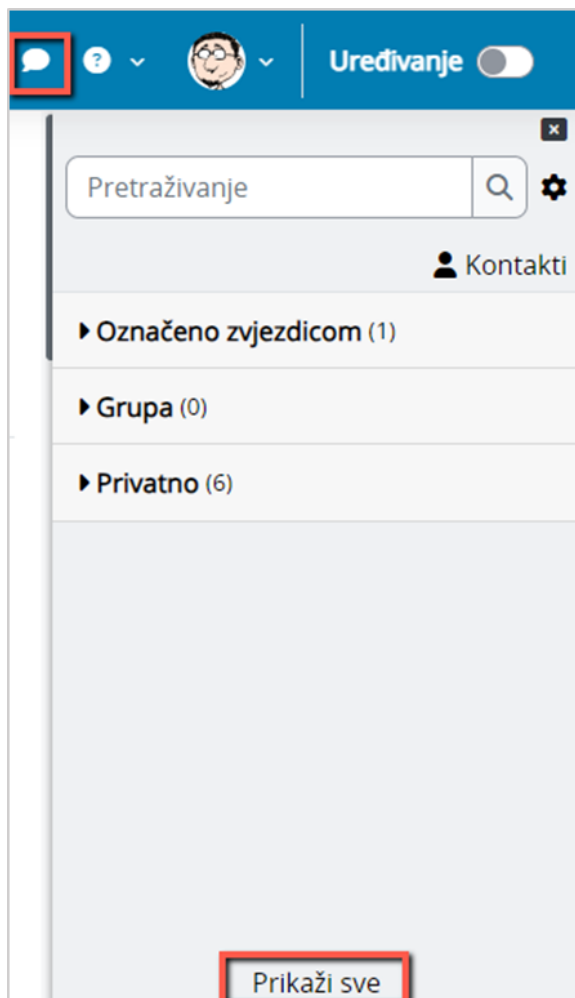 Uređivanje
Pretraživanje
Kontakti
Označeno zvjezdicom (1)
Grupa (0)
Privatno (6)
Prikaži sve